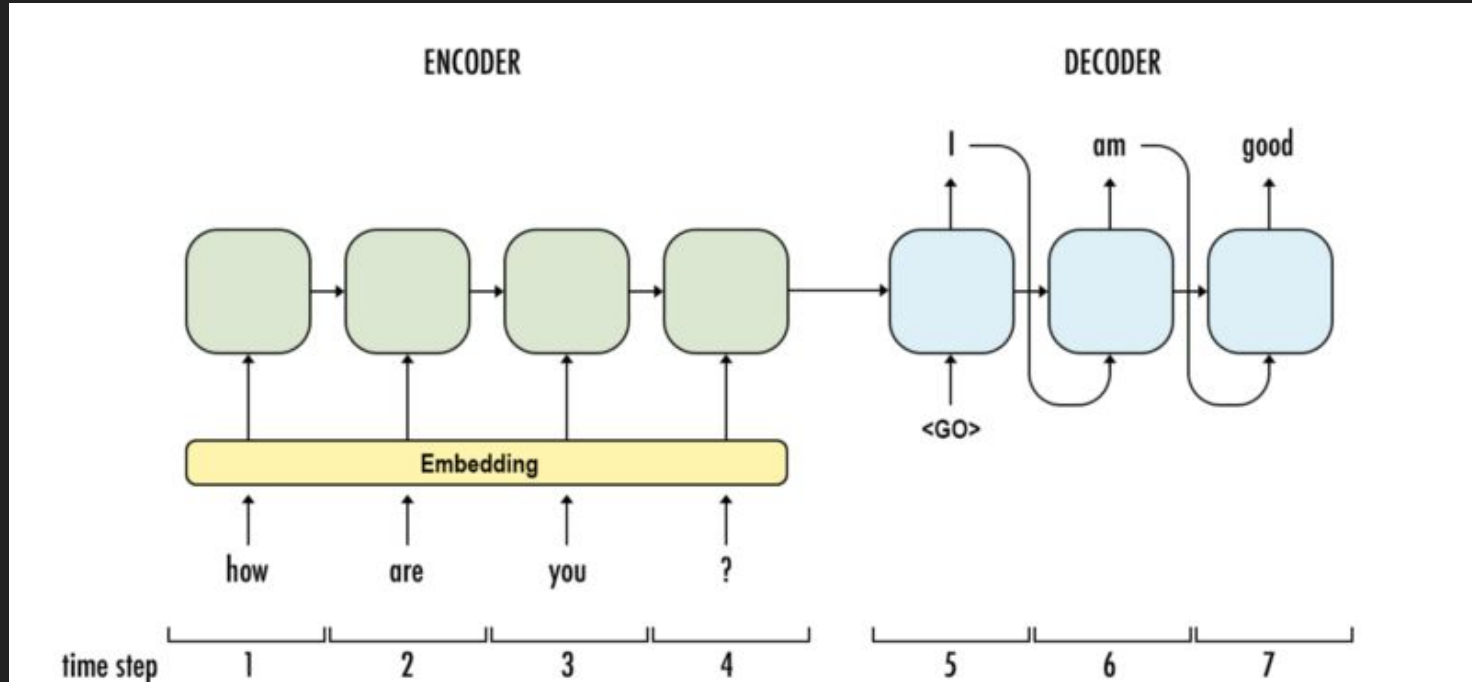 ENCODER DECODER
I am good
<GO>
Embedding
how are you ?
time step 1 2 3 4 5 6 7